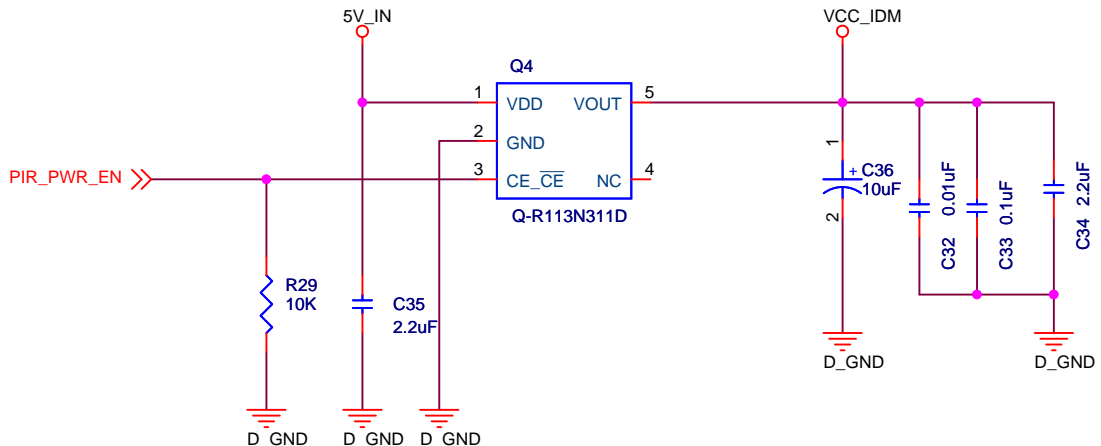 5V_IN
VCC_IDM
Q4
1
VDD
VOUT
5
2
GND
PIR_PWR_EN
3
CE_CE
NC
4
Q-R113N311D
1
+
C36
10uF
2
C32 0.01uF
C33 0.1uF
C34 2.2uF
R29
10K
C35
2.2uF
D_GND
D_GND
D_GND
D_GND
D_GND